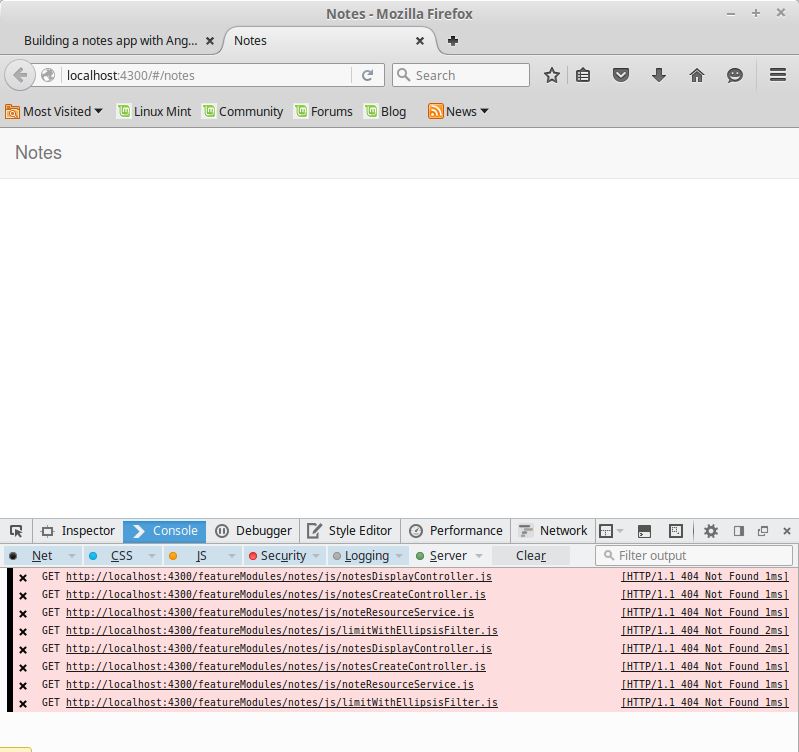 Notes - Mozilla Firefox
Building a notes app with Ang... Notes
localhost:4300/#/notes Search
Most Visited Linux Mint Community Forums Blog News
Notes
Inspector Console Debugger Style Editor Performance Network
Net CSS JS Security Logging Server Clear Filter output
GET http://localhost:4300/featureModules/notes/js/notesDisplayController.js [HTTP/1.1 404 Not Found 1ms]
GET http://localhost:4300/featureModules/notes/js/notesCreateController.js [HTTP/1.1 404 Not Found 1ms]
GET http://localhost:4300/featureModules/notes/js/noteResourceService.js [HTTP/1.1 404 Not Found 1ms]
GET http://localhost:4300/featureModules/notes/js/limitWithEllipsisFilter.js [HTTP/1.1 404 Not Found 2ms]
GET http://localhost:4300/featureModules/notes/js/notesDisplayController.js [HTTP/1.1 404 Not Found 2ms]
GET http://localhost:4300/featureModules/notes/js/notesCreateController.js [HTTP/1.1 404 Not Found 1ms]
GET http://localhost:4300/featureModules/notes/js/noteResourceService.js [HTTP/1.1 404 Not Found 1ms]
GET http://localhost:4300/featureModules/notes/js/limitWithEllipsisFilter.js [HTTP/1.1 404 Not Found 1ms]